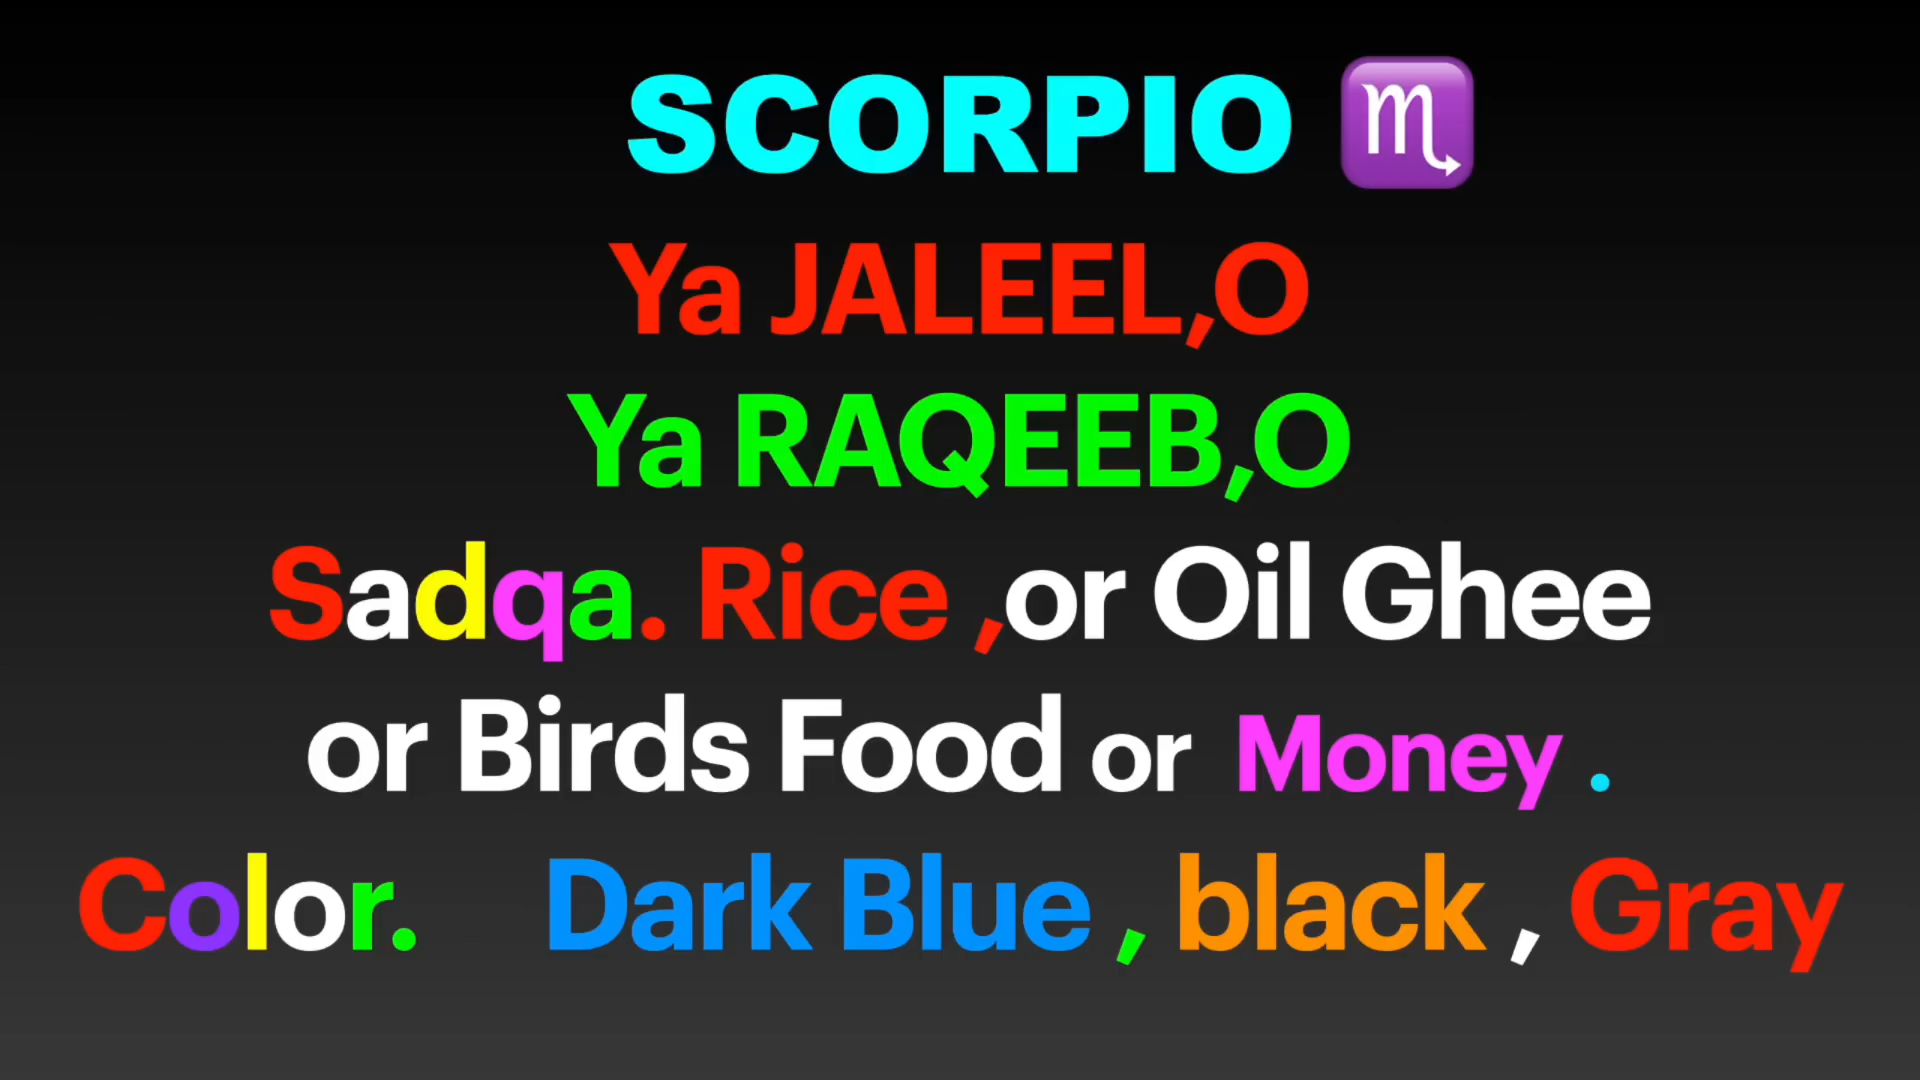 SCORPIO ♏
Ya JALEEL,O
Ya RAQEEB,O
Sadqa. Rice ,or Oil Ghee
or Birds Food or Money .
Color. Dark Blue , black , Gray